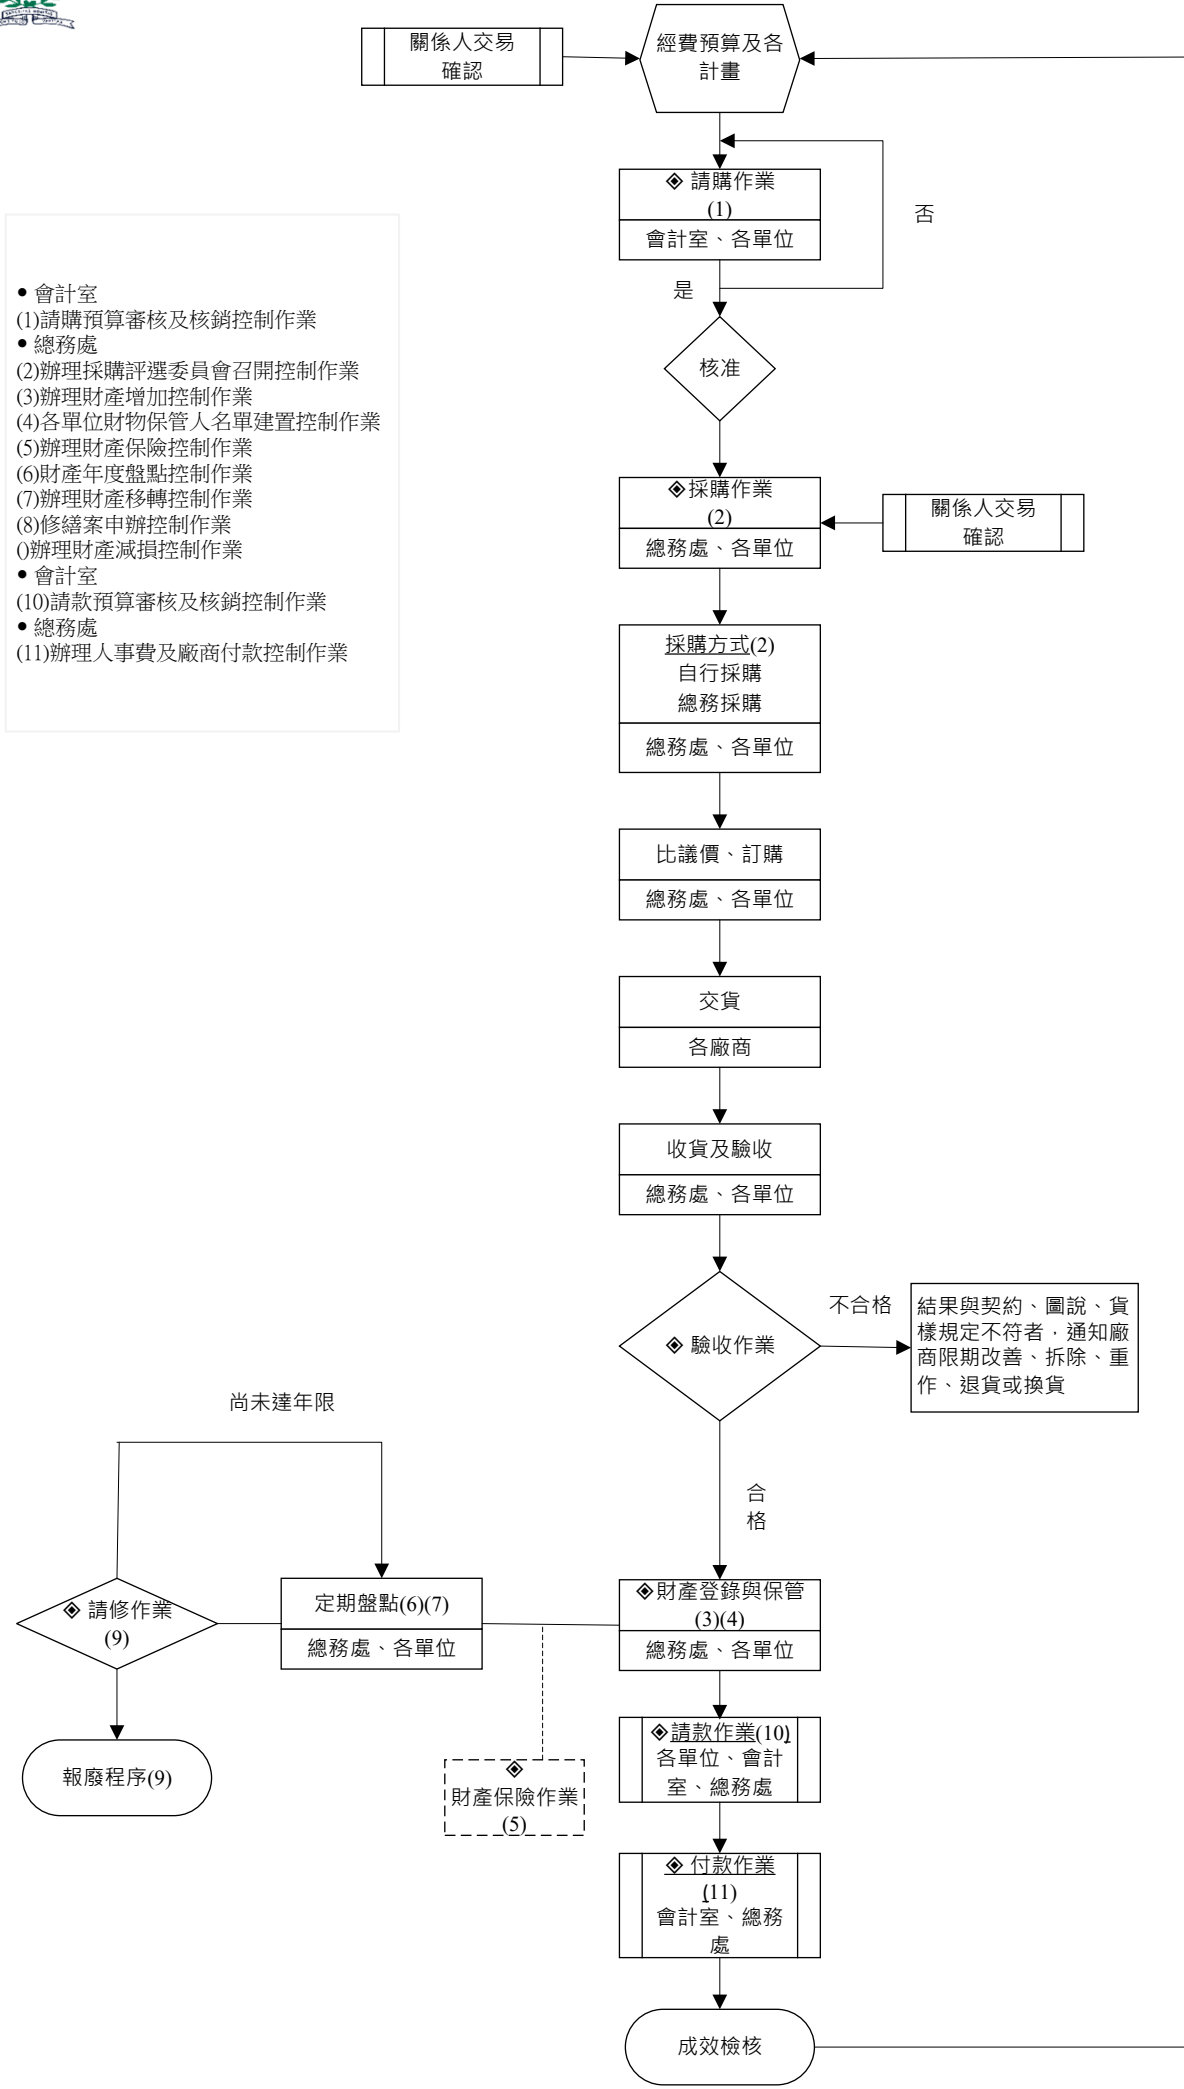 關係人交易
確認
經費預算及各
計畫
◈ 請購作業
(1)
會計室、各單位
否
是
核准
• 會計室
(1)請購預算審核及核銷控制作業
• 總務處
(2)辦理採購評選委員會召開控制作業
(3)辦理財產增加控制作業
(4)各單位財物保管人名單建置控制作業
(5)辦理財產保險控制作業
(6)財產年度盤點控制作業
(7)辦理財產移轉控制作業
(8)修繕案申辦控制作業
()辦理財產減損控制作業
• 會計室
(10)請款預算審核及核銷控制作業
• 總務處
(11)辦理人事費及廠商付款控制作業
◈採購作業
(2)
總務處、各單位
關係人交易
確認
採購方式(2)
自行採購
總務採購
總務處、各單位
比議價、訂購
總務處、各單位
交貨
各廠商
收貨及驗收
總務處、各單位
◈ 驗收作業
不合格
結果與契約、圖說、貨
樣規定不符者，通知廠
商限期改善、拆除、重
作、退貨或換貨
合
格
尚未達年限
◈ 請修作業
(9)
定期盤點(6)(7)
總務處、各單位
◈財產登錄與保管
(3)(4)
總務處、各單位
報廢程序(9)
◈
財產保險作業
(5)
◈請款作業(10)
各單位、會計
室、總務處
◈ 付款作業
(11)
會計室、總務
處
成效檢核